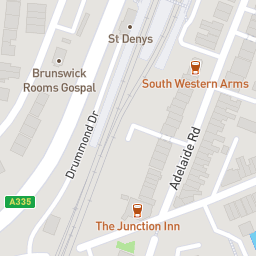 St Denys
Brunswick
Rooms Gospal
South Western Arms
Drummond Dr
Adelaide Rd
A335
The Junction Inn